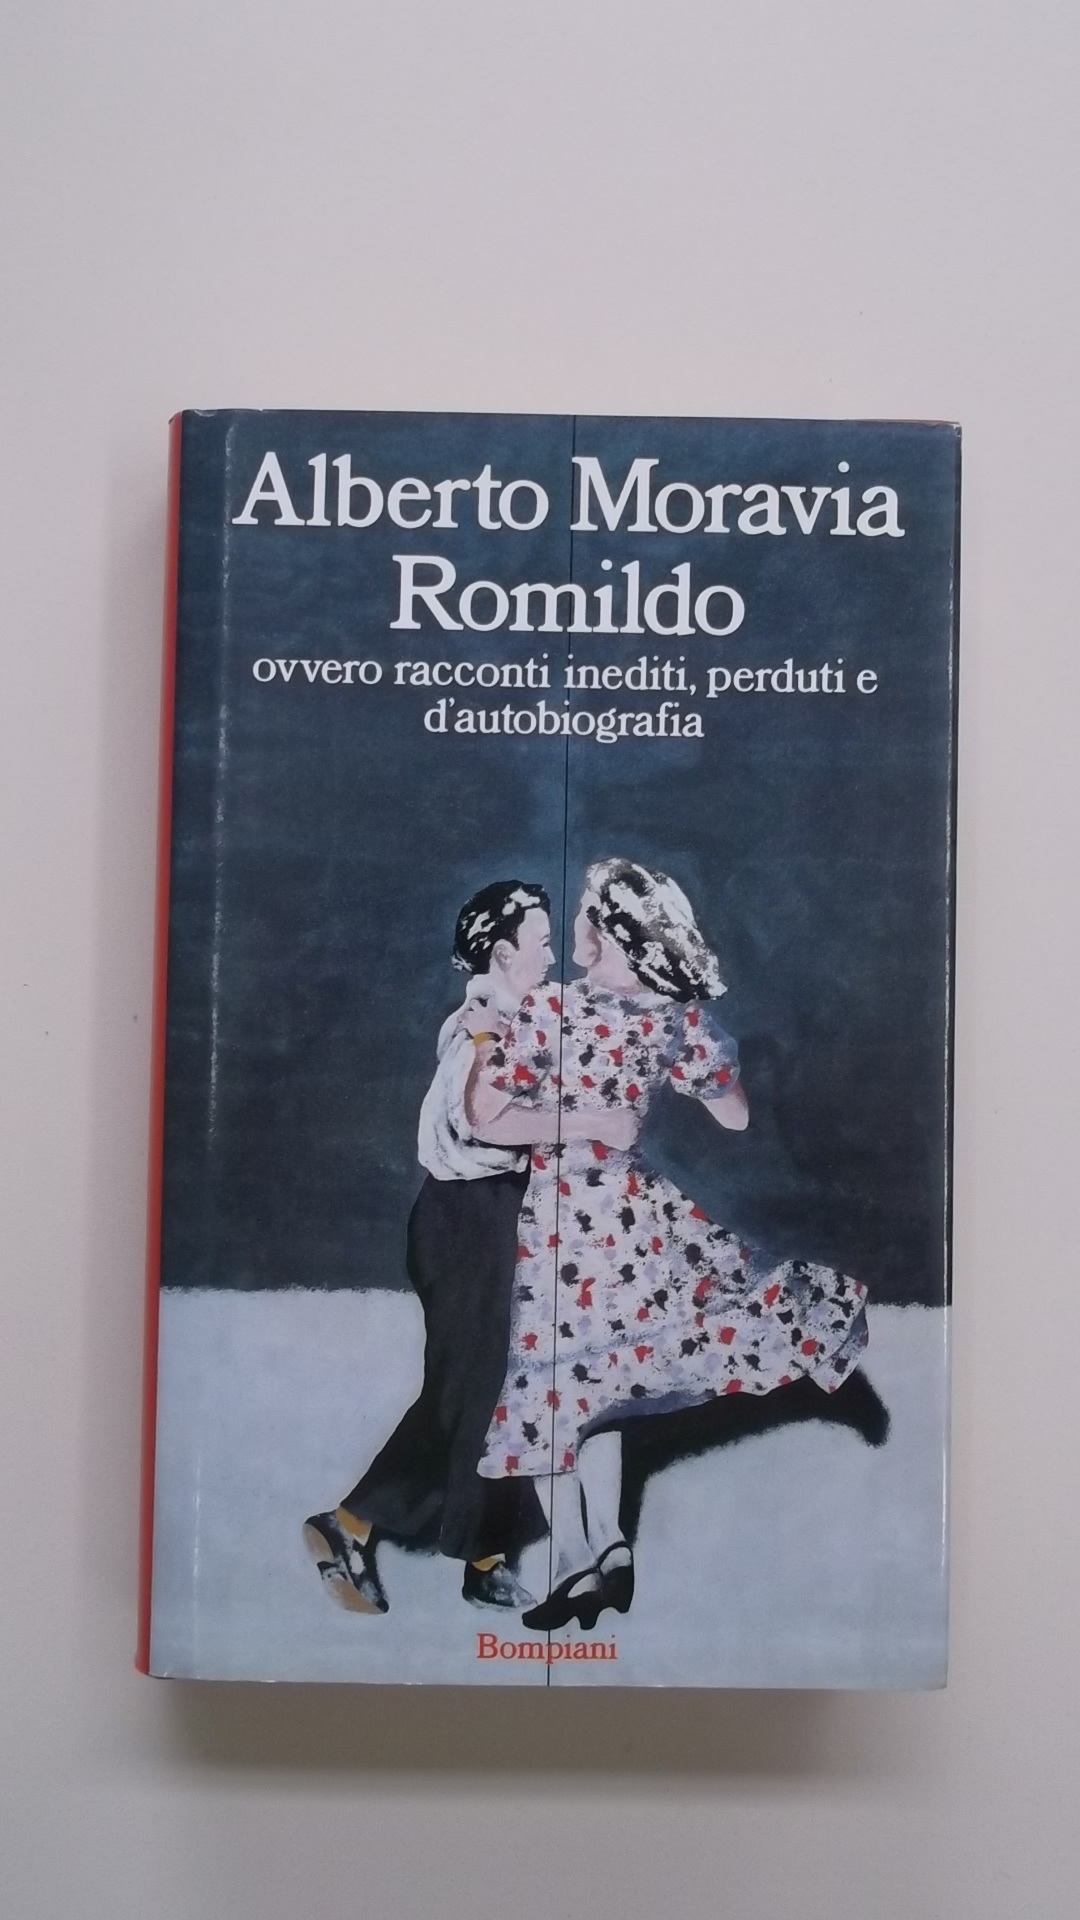 Alberto Moravia
Romildo
ovvero racconti inediti, perduti e
d'autobiografia
Bompiani